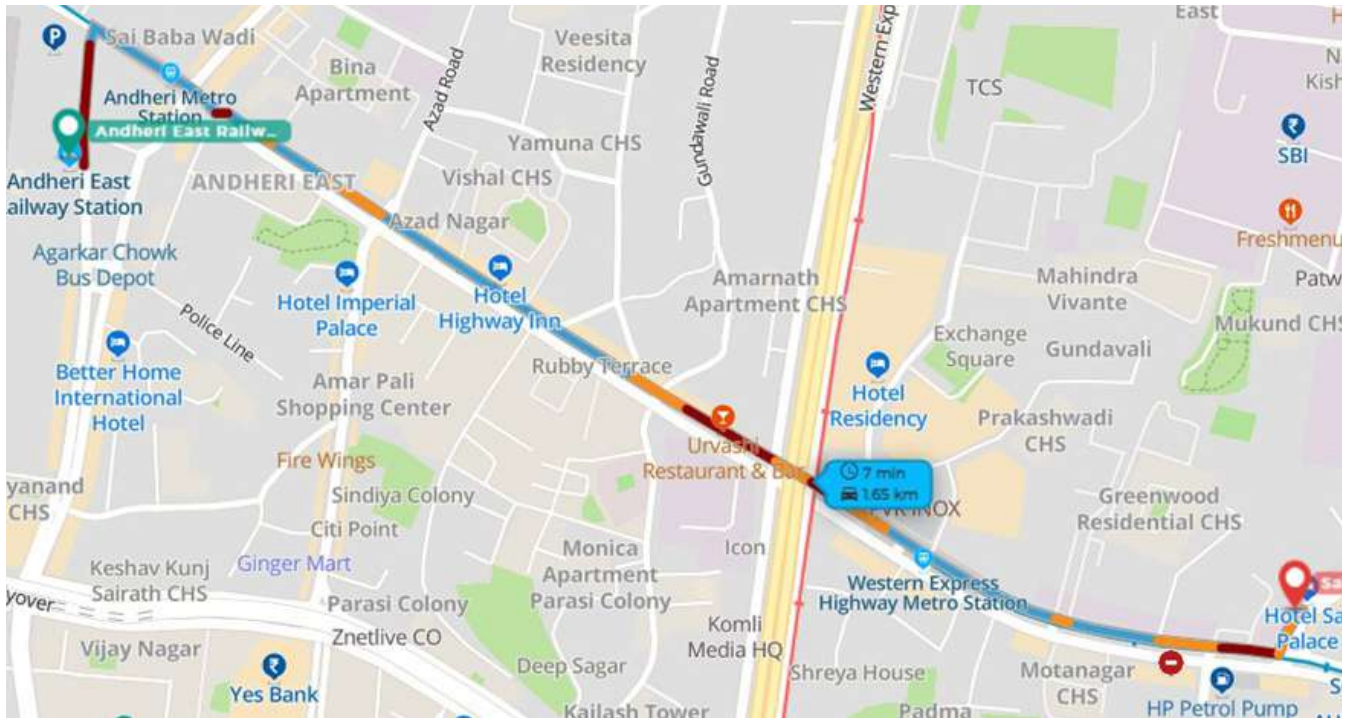 East
Sai Baba Wadi
Veesita
Residency
Western Exp
Bina
Apartment
Azad Road
Gundawali Road
TCS
Kish
Andheri Metro
Station
Andheri East Railw...
Yamuna CHS
SBI
Andheri East
ailway Station
ANDHERI EAST
Vishal CHS
Azad Nagar
Freshmenu
Agarkar Chowk
Bus Depot
Hotel Imperial
Palace
Hotel
Highway Inn
Amarnath
Apartment CHS
Mahindra
Vivante
Patw
Police Line
Exchange
Square
Gundavali
Mukund CHS
Better Home
International
Hotel
Rubby Terrace
Amar Pali
Shopping Center
Hotel
Residency
Prakashwadi
CHS
Urvashi
Restaurant & Bar
7 min
1.65 km
Fire Wings
yanand
CHS
Sindiya Colony
PVR INOX
Greenwood
Residential CHS
Citi Point
Ginger Mart
Monica
Apartment
Parasi Colony
Icon
Keshav Kunj
Sairath CHS
Western Express
Highway Metro Station
Sa
yover
Parasi Colony
Znetlive CO
Komli
Media HQ
Hotel Sa
Palace
Vijay Nagar
Deep Sagar
Shreya House
Motanagar
CHS
Yes Bank
HP Petrol Pump
Kailash Tower
Padma